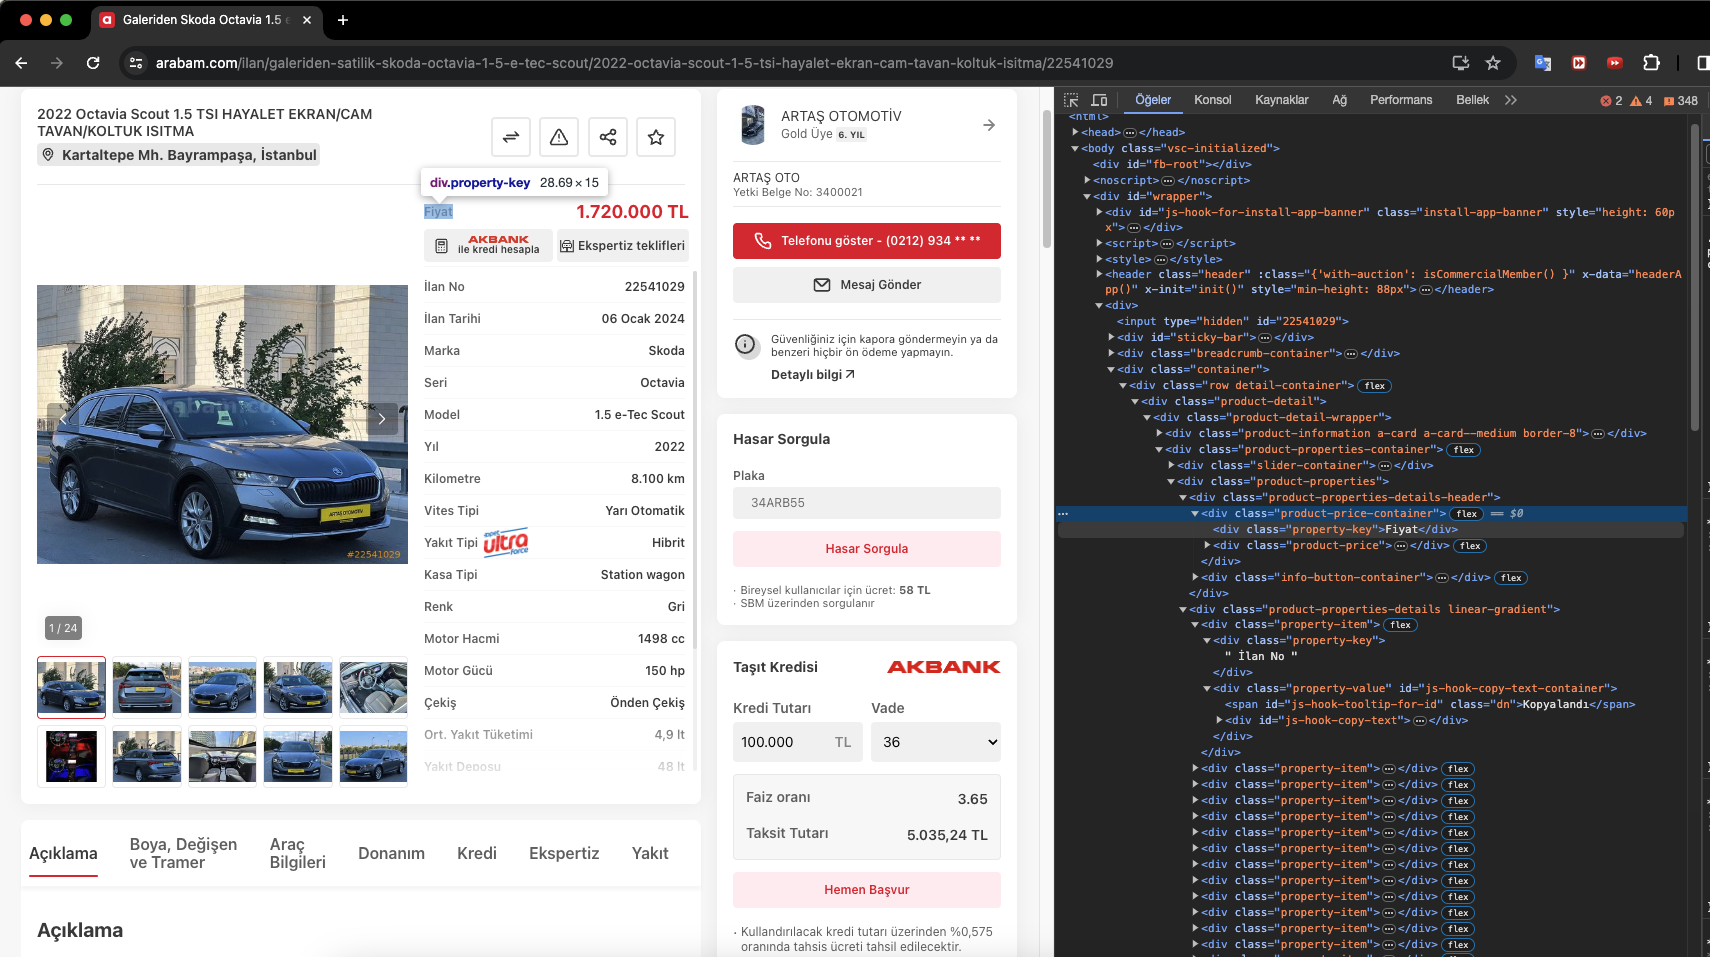 Galeriden Skoda Octavia 1.5 e
arabam.com/ilan/galeriden-satilik-skoda-octavia-1-5-e-tec-scout/2022-octavia-scout-1-5-tsi-hayalet-ekran-cam-tavan-koltuk-isitma/22541029
2022 Octavia Scout 1.5 TSI HAYALET EKRAN/CAM
TAVAN/KOLTUK ISITMA
Kartaltepe Mh. Bayrampaşa, İstanbul
div.property-key 28.69 × 15
Fiyat 1.720.000 TL
AKBANK
ile kredi hesapla
Ekspertiz teklifleri
İlan No 22541029
İlan Tarihi 06 Ocak 2024
Marka Skoda
Seri Octavia
Model 1.5 e-Tec Scout
Yıl 2022
Kilometre 8.100 km
Vites Tipi Yarı Otomatik
Yakıt Tipi opet ultra force Hibrit
Kasa Tipi Station wagon
Renk Gri
Motor Hacmi 1498 cc
Motor Gücü 150 hp
Çekiş Önden Çekiş
Ort. Yakıt Tüketimi 4,9 lt
Yakıt Deposu 48 lt
arabam.com
ARTAŞ OTOMOTİV
#22541029
1 / 24
Açıklama
Boya, Değişen
ve Tramer
Araç
Bilgileri
Donanım
Kredi
Ekspertiz
Yakıt
Açıklama
ARTAŞ OTOMOTİV
Gold Üye 6. YIL
ARTAŞ OTO
Yetki Belge No: 3400021
Telefonu göster - (0212) 934 ** **
Mesaj Gönder
Güvenliğiniz için kapora göndermeyin ya da
benzeri hiçbir ön ödeme yapmayın.
Detaylı bilgi
Hasar Sorgula
Plaka
34ARB55
Hasar Sorgula
· Bireysel kullanıcılar için ücret: 58 TL
· SBM üzerinden sorgulanır
Taşıt Kredisi AKBANK
Kredi Tutarı Vade
100.000 TL 36
Faiz oranı 3.65
Taksit Tutarı 5.035,24 TL
Hemen Başvur
· Kullandırılacak kredi tutarı üzerinden %0,575
oranında tahsis ücreti tahsil edilecektir.
Öğeler Konsol Kaynaklar Ağ Performans Bellek 2 4 348
<html>
<head>…</head>
<body class="vsc-initialized">
<div id="fb-root"></div>
<noscript>…</noscript>
<div id="wrapper">
<div id="js-hook-for-install-app-banner" class="install-app-banner" style="height: 60p
x">…</div>
<script>…</script>
<style>…</style>
<header class="header" :class="{'with-auction': isCommercialMember() }" x-data="headerA
pp()" x-init="init()" style="min-height: 88px">…</header>
<div>
<input type="hidden" id="22541029">
<div id="sticky-bar">…</div>
<div class="breadcrumb-container">…</div>
<div class="container">
<div class="row detail-container"> flex
<div class="product-detail">
<div class="product-detail-wrapper">
<div class="product-information a-card a-card--medium border-8">…</div>
<div class="product-properties-container"> flex
<div class="slider-container">…</div>
<div class="product-properties">
<div class="product-properties-details-header">
<div class="product-price-container"> flex == $0
<div class="property-key">Fiyat</div>
<div class="product-price">…</div> flex
</div>
<div class="info-button-container">…</div> flex
</div>
<div class="product-properties-details linear-gradient">
<div class="property-item"> flex
<div class="property-key">
" İlan No "
</div>
<div class="property-value" id="js-hook-copy-text-container">
<span id="js-hook-tooltip-for-id" class="dn">Kopyalandı</span>
<div id="js-hook-copy-text">…</div>
</div>
</div>
<div class="property-item">…</div> flex
<div class="property-item">…</div> flex
<div class="property-item">…</div> flex
<div class="property-item">…</div> flex
<div class="property-item">…</div> flex
<div class="property-item">…</div> flex
<div class="property-item">…</div> flex
<div class="property-item">…</div> flex
<div class="property-item">…</div> flex
<div class="property-item">…</div> flex
<div class="property-item">…</div> flex
<div class="property-item">…</div> flex